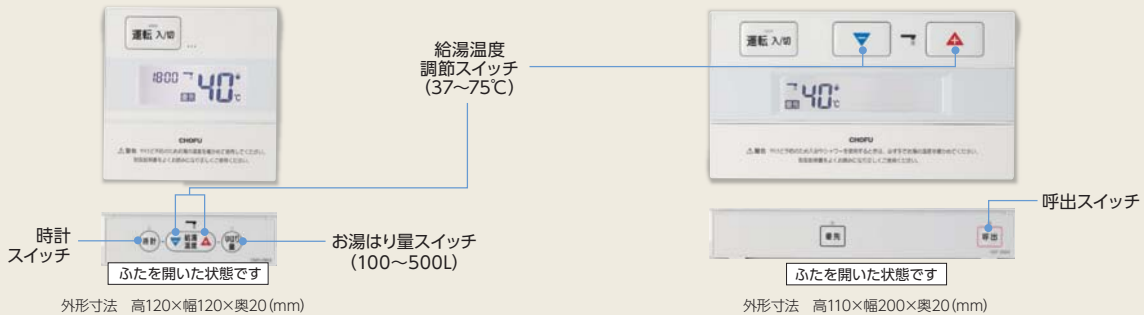 運転 入/切
1800 40℃
優先
CHOFU
時計
給湯温度
ふたを開いた状態です
外形寸法 高120×幅120×奥20(mm)
給湯温度
調節スイッチ
(37~75℃)
時計
スイッチ
お湯はり量スイッチ
(100~500L)
運転 入/切
40℃
優先
CHOFU
優先
呼出
呼出スイッチ
ふたを開いた状態です
外形寸法 高110×幅200×奥20(mm)